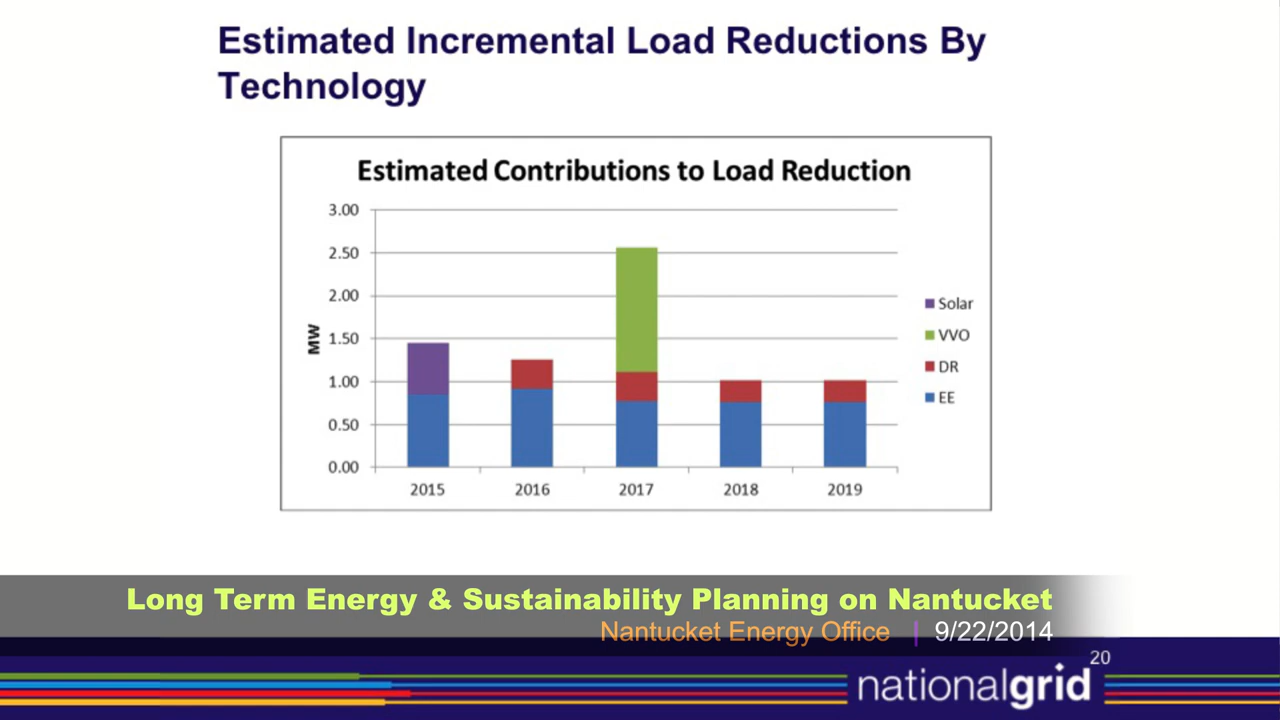 Estimated Incremental Load Reductions By
Technology
Estimated Contributions to Load Reduction
3.00
2.50
2.00
1.50
1.00
0.50
0.00
MW
2015 2016 2017 2018 2019
Solar
VVO
DR
EE
Long Term Energy & Sustainability Planning on Nantucket
Nantucket Energy Office | 9/22/2014
20
nationalgrid